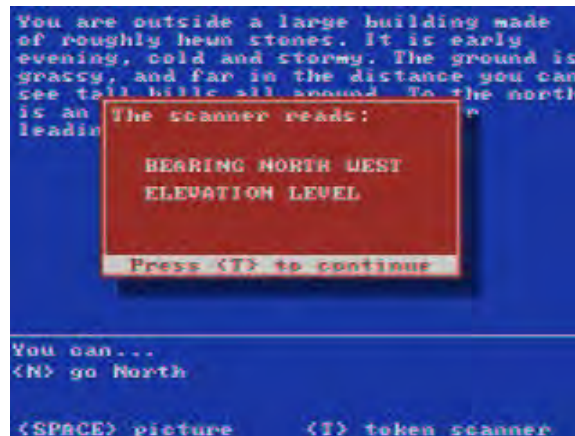 You are outside a large building made
of roughly hewn stones. It is early
evening, cold and stormy. The ground is
grassy, and far in the distance you can
see tall hills all around. To the north
is an
leadin
The scanner reads:
BEARING NORTH WEST
ELEVATION LEVEL
Press <T> to continue
You can...
<N> go North
<SPACE> picture <T> token scanner